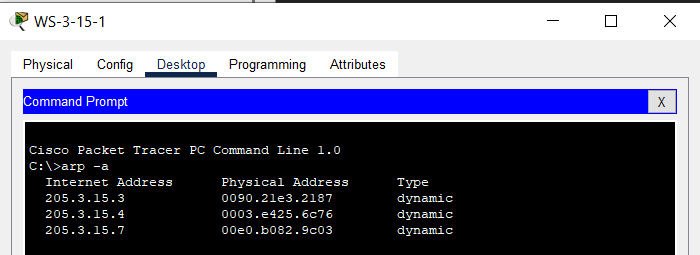 WS-3-15-1
Physical Config Desktop Programming Attributes
Command Prompt X
Cisco Packet Tracer PC Command Line 1.0
C:\>arp -a
Internet Address Physical Address Type
205.3.15.3 0090.21e3.2187 dynamic
205.3.15.4 0003.e425.6c76 dynamic
205.3.15.7 00e0.b082.9c03 dynamic